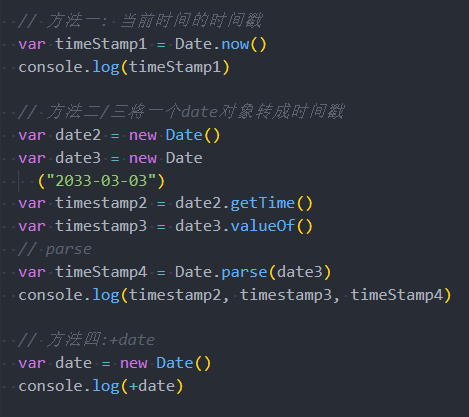 // 方法一: 当前时间的时间戳
var timeStamp1 = Date.now()
console.log(timeStamp1)
// 方法二/三将一个date对象转成时间戳
var date2 = new Date()
var date3 = new Date
("2033-03-03")
var timestamp2 = date2.getTime()
var timestamp3 = date3.valueOf()
// parse
var timeStamp4 = Date.parse(date3)
console.log(timestamp2, timestamp3, timeStamp4)
// 方法四:+date
var date = new Date()
console.log(+date)